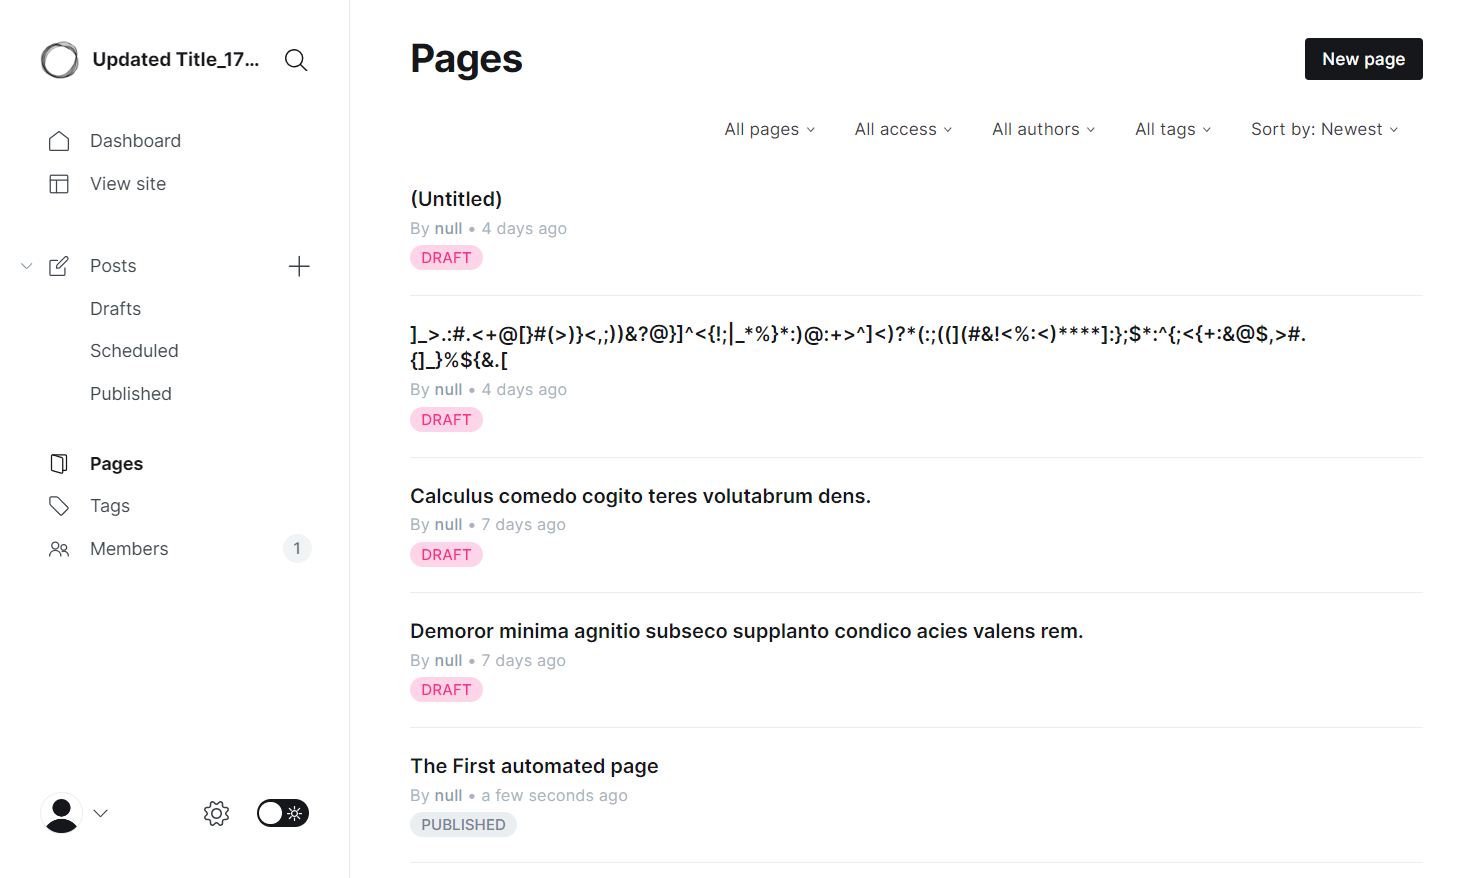 Updated Title_17...
Dashboard
View site
Posts
Drafts
Scheduled
Published
Pages
Tags
Members 1
Pages
New page
All pages All access All authors All tags Sort by: Newest
(Untitled)
By null • 4 days ago
DRAFT
]_>.:#.<+@[}#(>)}<,;))&?@}]^<{!;|_*%}*:)@:+>^]<)?*(:;((](#&!<%:<)****]:};$*:^{;<{+:&@$,>#.
{]_}%${&.[
By null • 4 days ago
DRAFT
Calculus comedo cogito teres volutabrum dens.
By null • 7 days ago
DRAFT
Demoror minima agnitio subseco supplanto condico acies valens rem.
By null • 7 days ago
DRAFT
The First automated page
By null • a few seconds ago
PUBLISHED